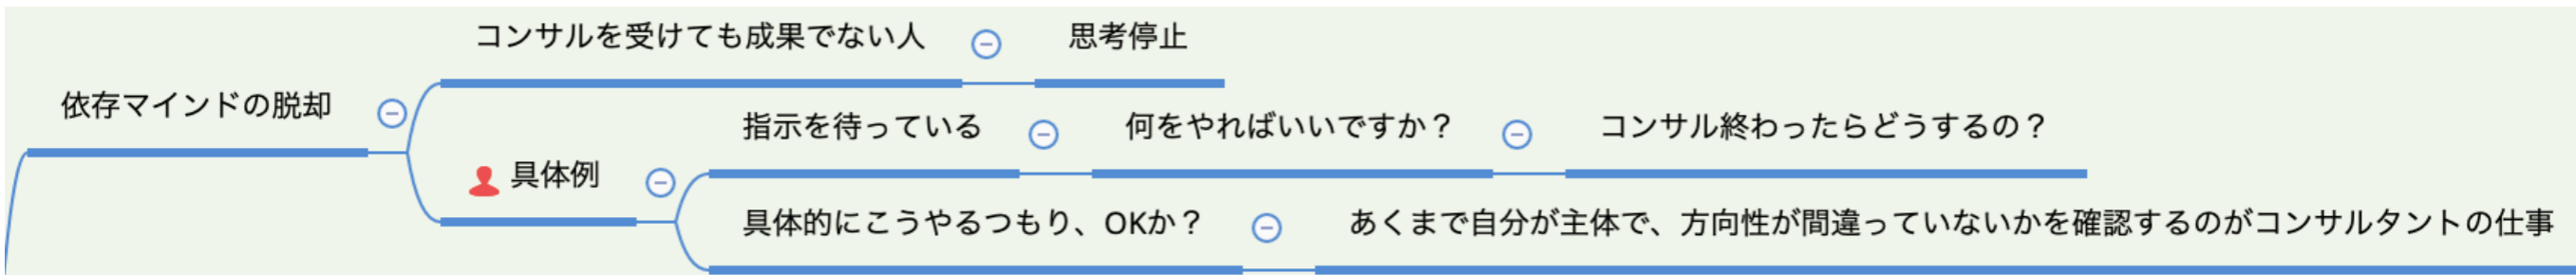 コンサルを受けても成果でない人
思考停止
依存マインドの脱却
指示を待っている
何をやればいいですか？
コンサル終わったらどうするの？
具体例
具体的にこうやるつもり、OKか？
あくまで自分が主体で、方向性が間違っていないかを確認するのがコンサルタントの仕事